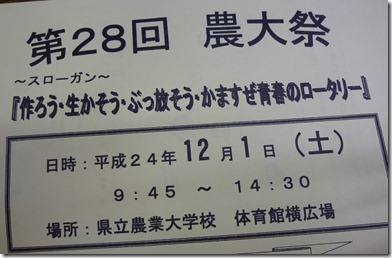 第28回 農大祭
～スローガン～
『作ろう・生かそう・ぶっ放そう・かますぜ青春のロータリー』
日時：平成24年 12月1日（土）
9：45 ～ 14：30
場所：県立農業大学校 体育館横広場